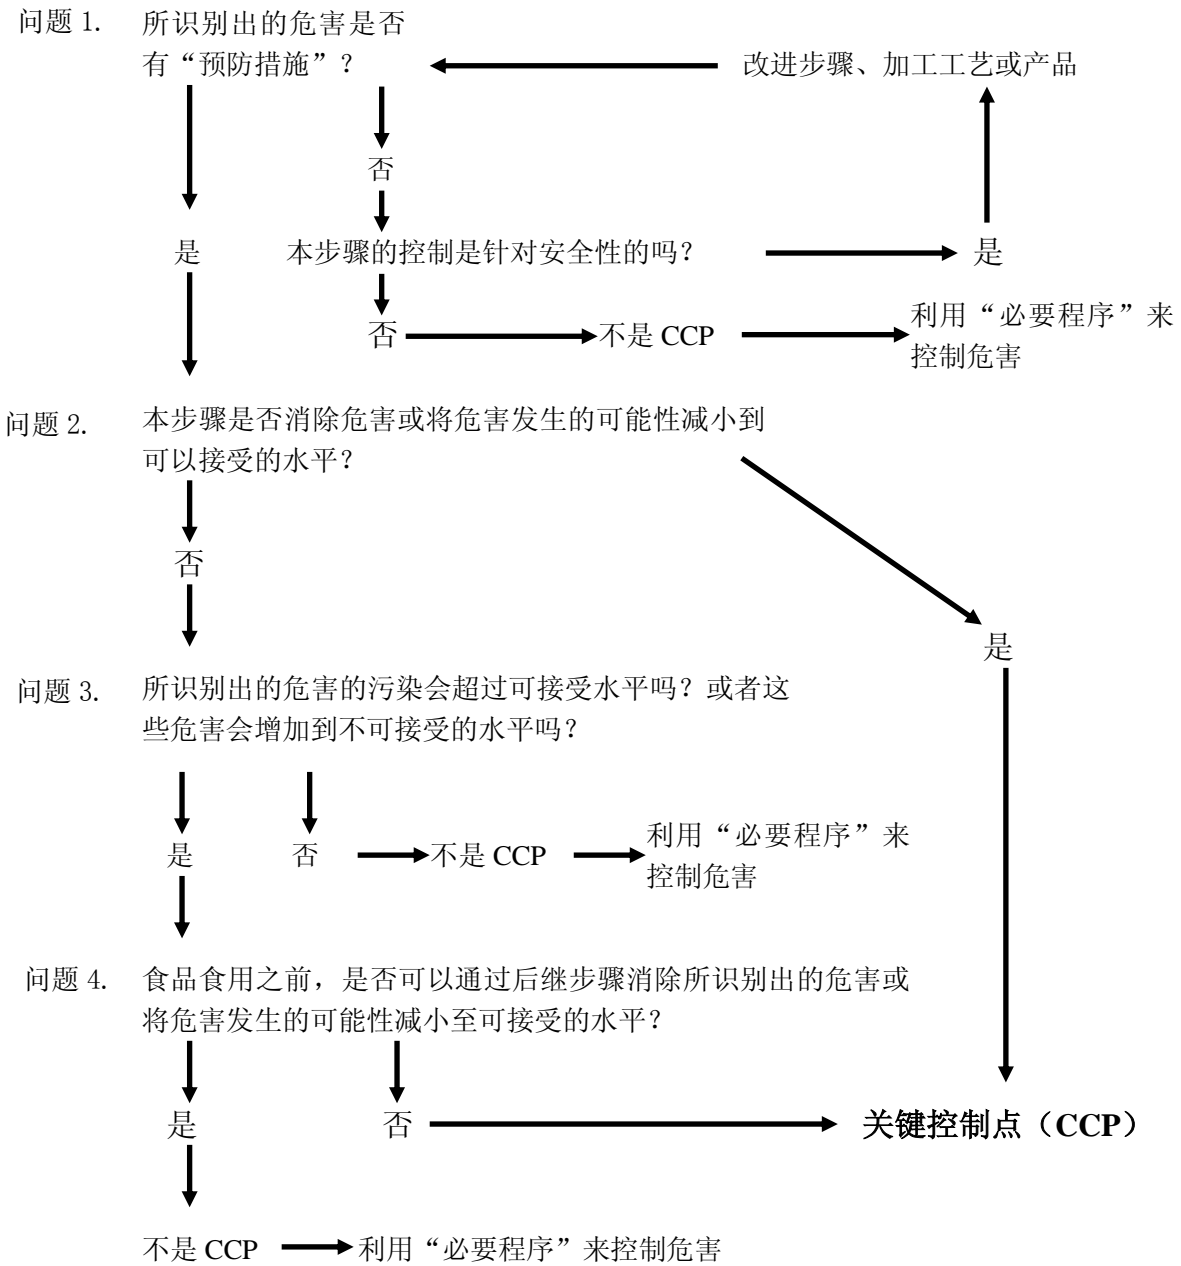 问题 1.
所识别出的危害是否
有“预防措施”？
改进步骤、加工工艺或产品
否
是
本步骤的控制是针对安全性的吗？
是
否
不是 CCP
利用“必要程序”来
控制危害
问题 2.
本步骤是否消除危害或将危害发生的可能性减小到
可以接受的水平？
否
是
问题 3.
所识别出的危害的污染会超过可接受水平吗？或者这
些危害会增加到不可接受的水平吗？
是
否
不是 CCP
利用“必要程序”来
控制危害
问题 4.
食品食用之前，是否可以通过后继步骤消除所识别出的危害或
将危害发生的可能性减小至可接受的水平？
是
否
关键控制点（CCP）
不是 CCP
利用“必要程序”来控制危害